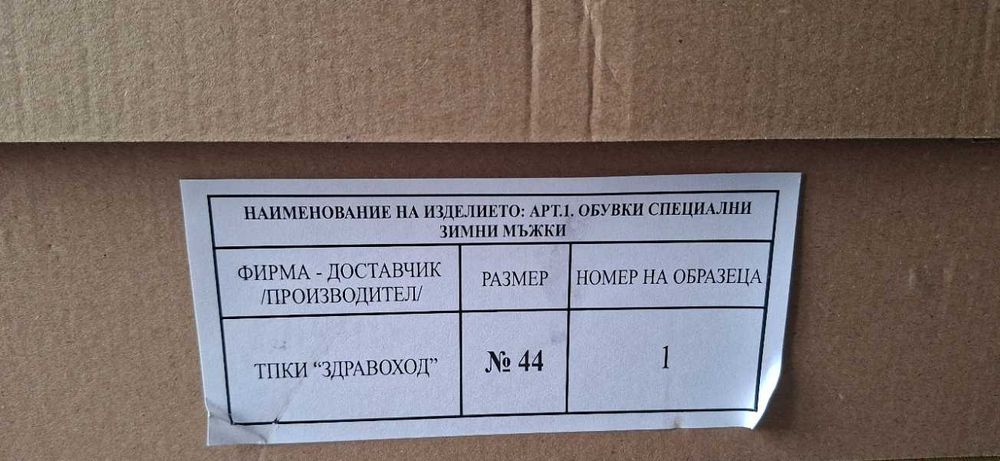 НАИМЕНОВАНИЕ НА ИЗДЕЛИЕТО: АРТ.1. ОБУВКИ СПЕЦИАЛНИ
ЗИМНИ МЪЖКИ
ФИРМА - ДОСТАВЧИК
/ПРОИЗВОДИТЕЛ/
РАЗМЕР
НОМЕР НА ОБРАЗЕЦА
ТПКИ “ЗДРАВОХОД”
№ 44
1